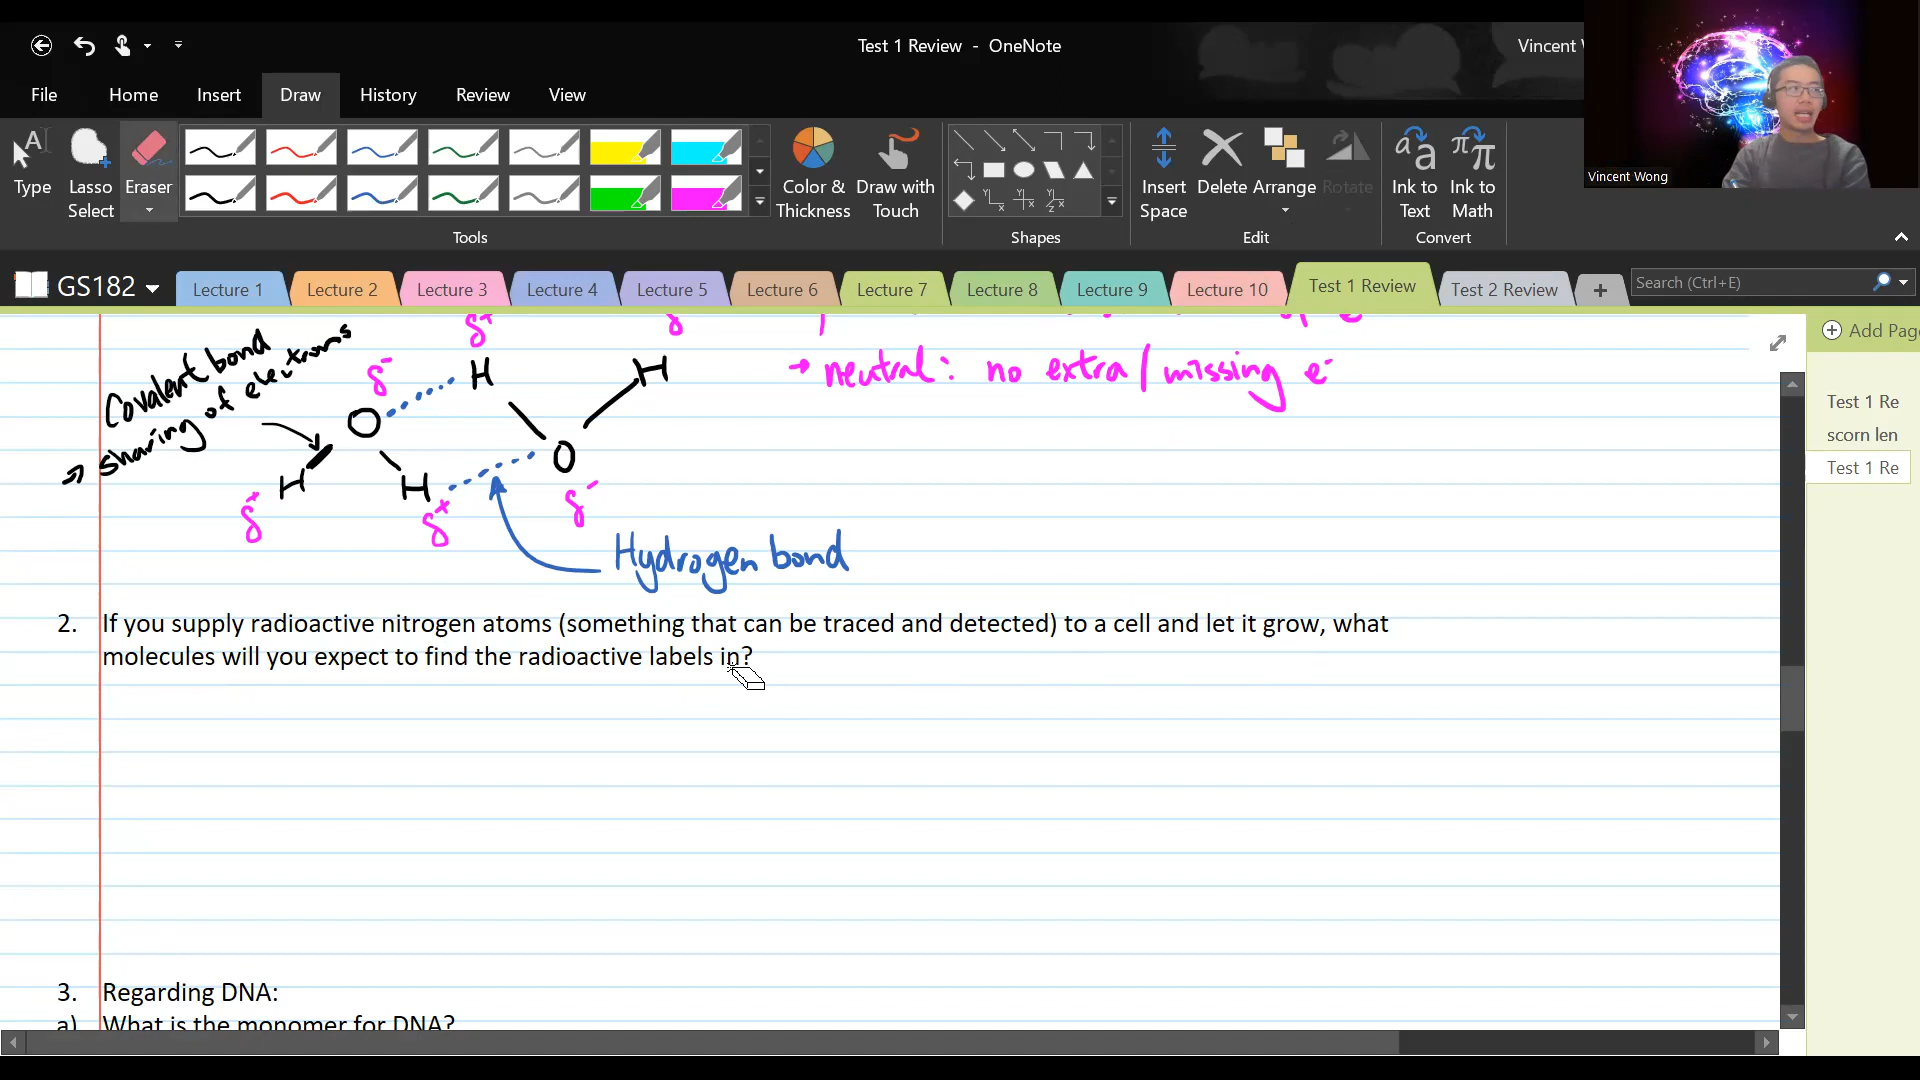 Test 1 Review - OneNote
Vincent W
Vincent Wong
File
Home
Insert
Draw
History
Review
View
Type
Lasso
Select
Eraser
Color &
Thickness
Draw with
Touch
Insert
Space
Delete
Arrange
Rotate
Ink to
Text
Ink to
Math
Tools
Shapes
Edit
Convert
GS182
Lecture 1
Lecture 2
Lecture 3
Lecture 4
Lecture 5
Lecture 6
Lecture 7
Lecture 8
Lecture 9
Lecture 10
Test 1 Review
Test 2 Review
Search (Ctrl+E)
Add Page
Test 1 Re
scorn len
Test 1 Re
Covalent bond
→ sharing of electrons
→ neutral: no extra/missing e⁻
δ⁺
δ⁻
H
H
O
O
H
H
δ⁺
δ⁺
δ⁻
Hydrogen bond
2. If you supply radioactive nitrogen atoms (something that can be traced and detected) to a cell and let it grow, what
molecules will you expect to find the radioactive labels in?
3. Regarding DNA:
a) What is the monomer for DNA?